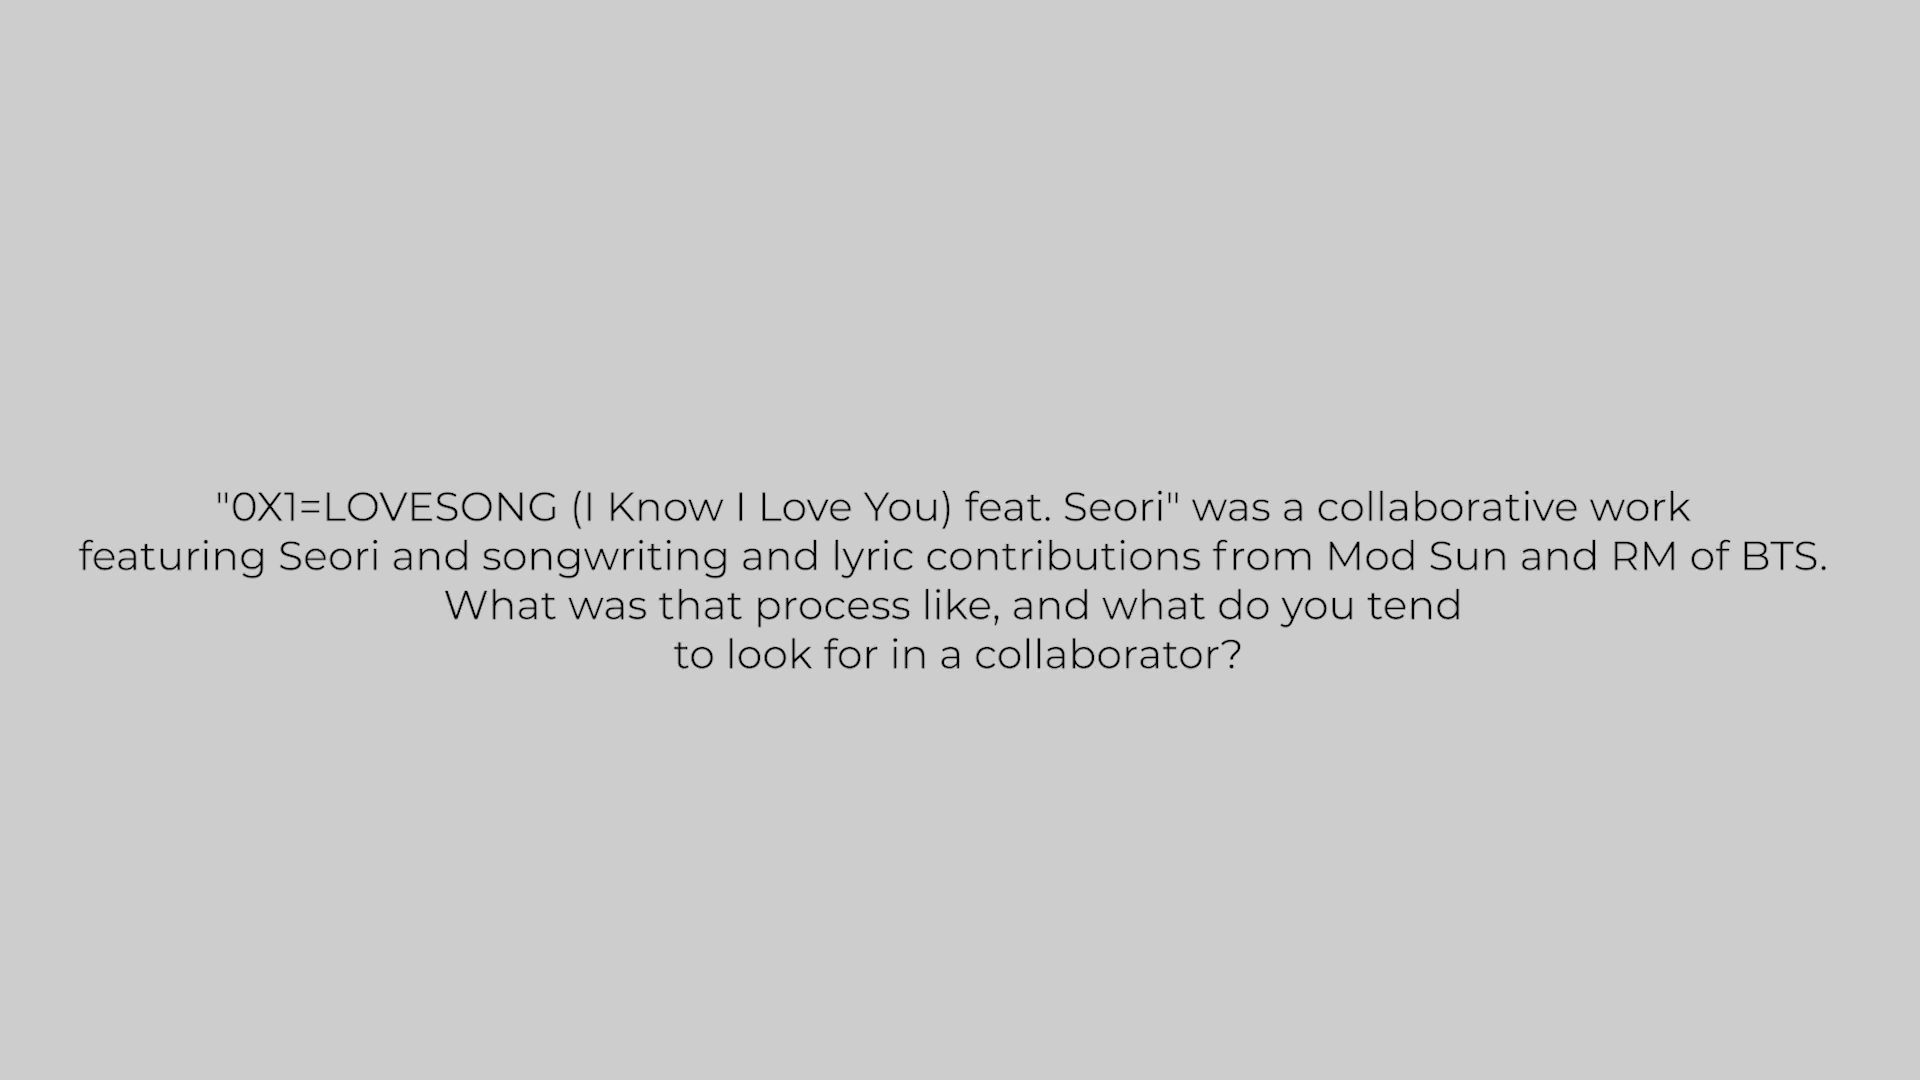 "0X1=LOVESONG (I Know I Love You) feat. Seori" was a collaborative work
featuring Seori and songwriting and lyric contributions from Mod Sun and RM of BTS.
What was that process like, and what do you tend
to look for in a collaborator?